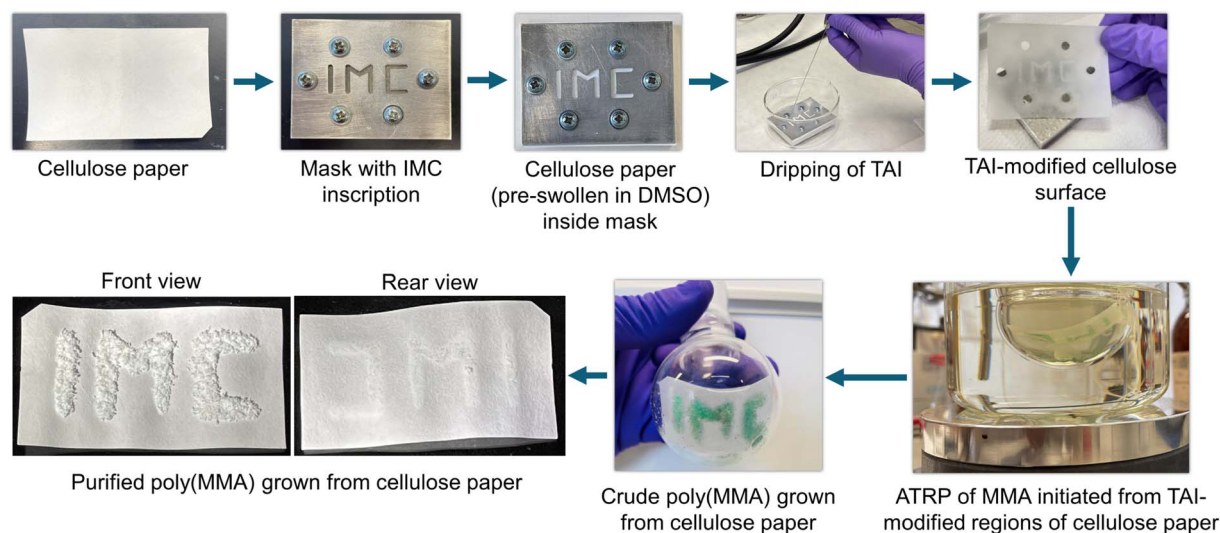 IMC
IMC
IMC
Cellulose paper
Mask with IMC
inscription
Cellulose paper
(pre-swollen in DMSO)
inside mask
Dripping of TAI
TAI-modified cellulose
surface
Front view
Rear view
IMC
IMC
Purified poly(MMA) grown from cellulose paper
Crude poly(MMA) grown
from cellulose paper
ATRP of MMA initiated from TAI-
modified regions of cellulose paper